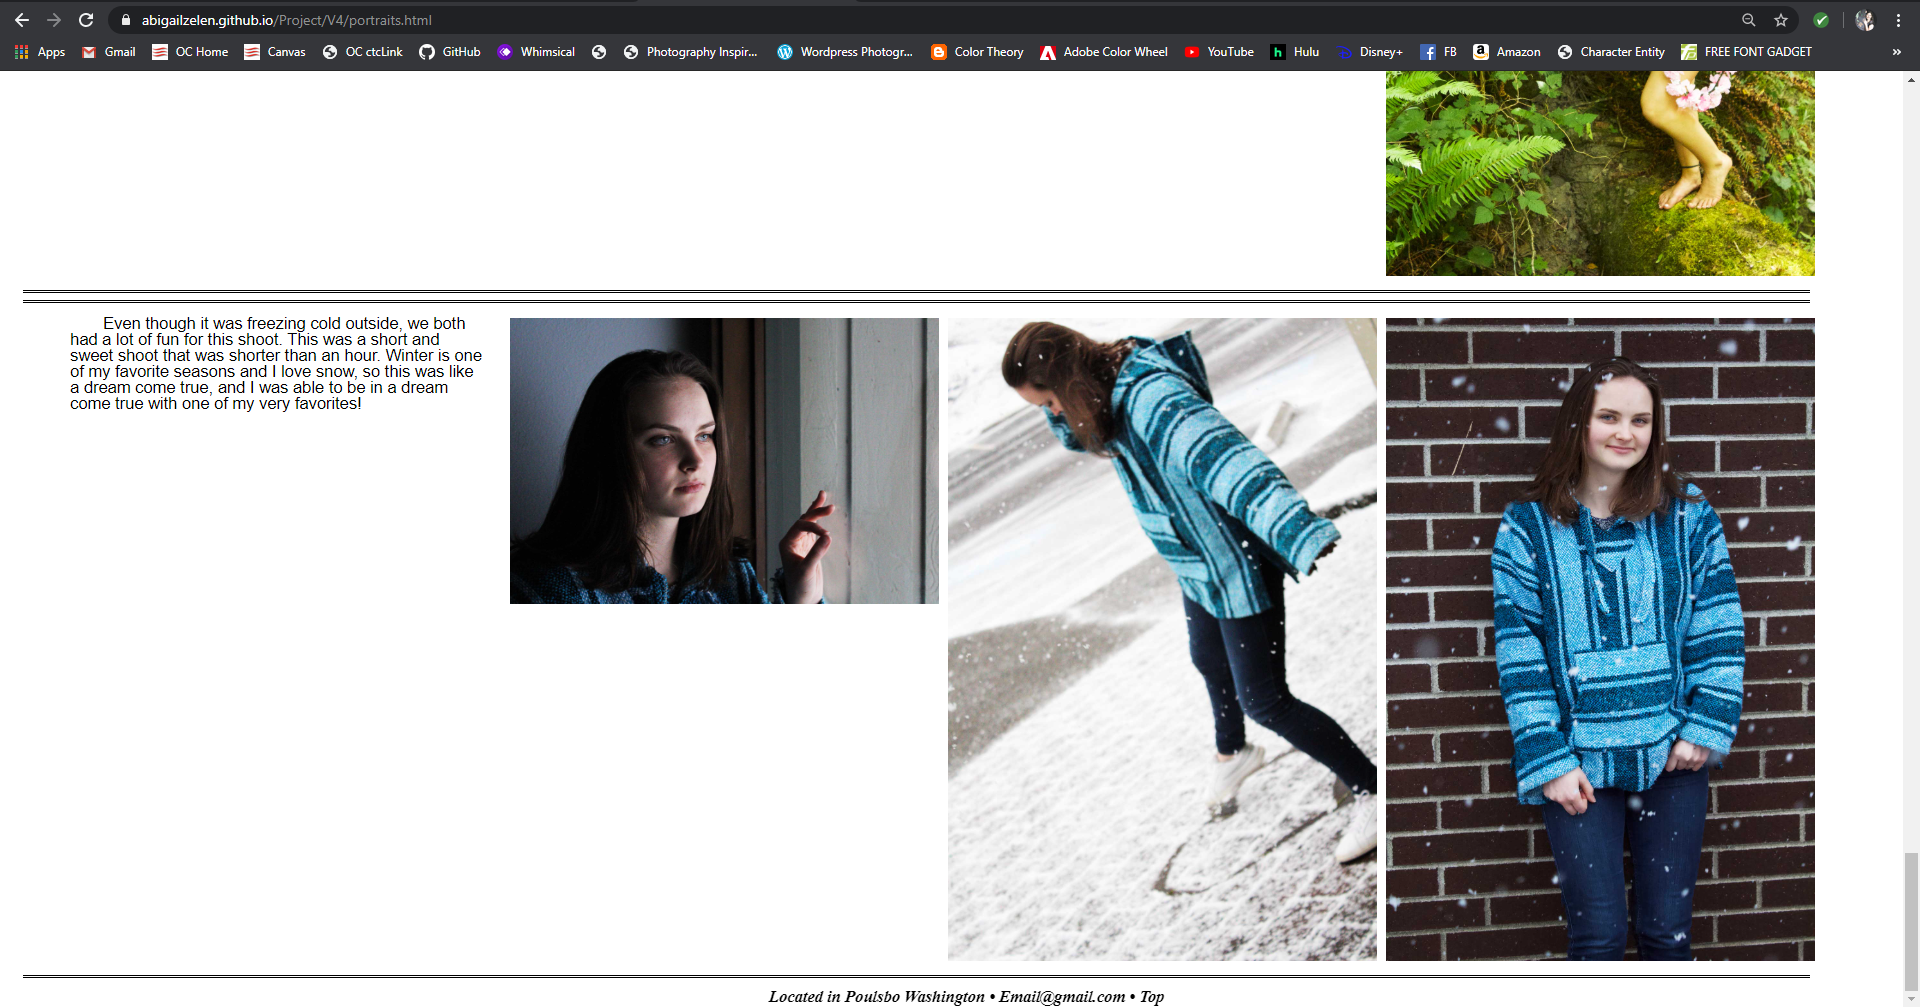 abigailzelen.github.io/Project/V4/portraits.html
Apps Gmail OC Home Canvas OC ctcLink GitHub Whimsical Photography Inspir... Wordpress Photogr... Color Theory Adobe Color Wheel YouTube Hulu Disney+ FB Amazon Character Entity FREE FONT GADGET »
Even though it was freezing cold outside, we both
had a lot of fun for this shoot. This was a short and
sweet shoot that was shorter than an hour. Winter is one
of my favorite seasons and I love snow, so this was like
a dream come true, and I was able to be in a dream
come true with one of my very favorites!
Located in Poulsbo Washington • Email@gmail.com • Top